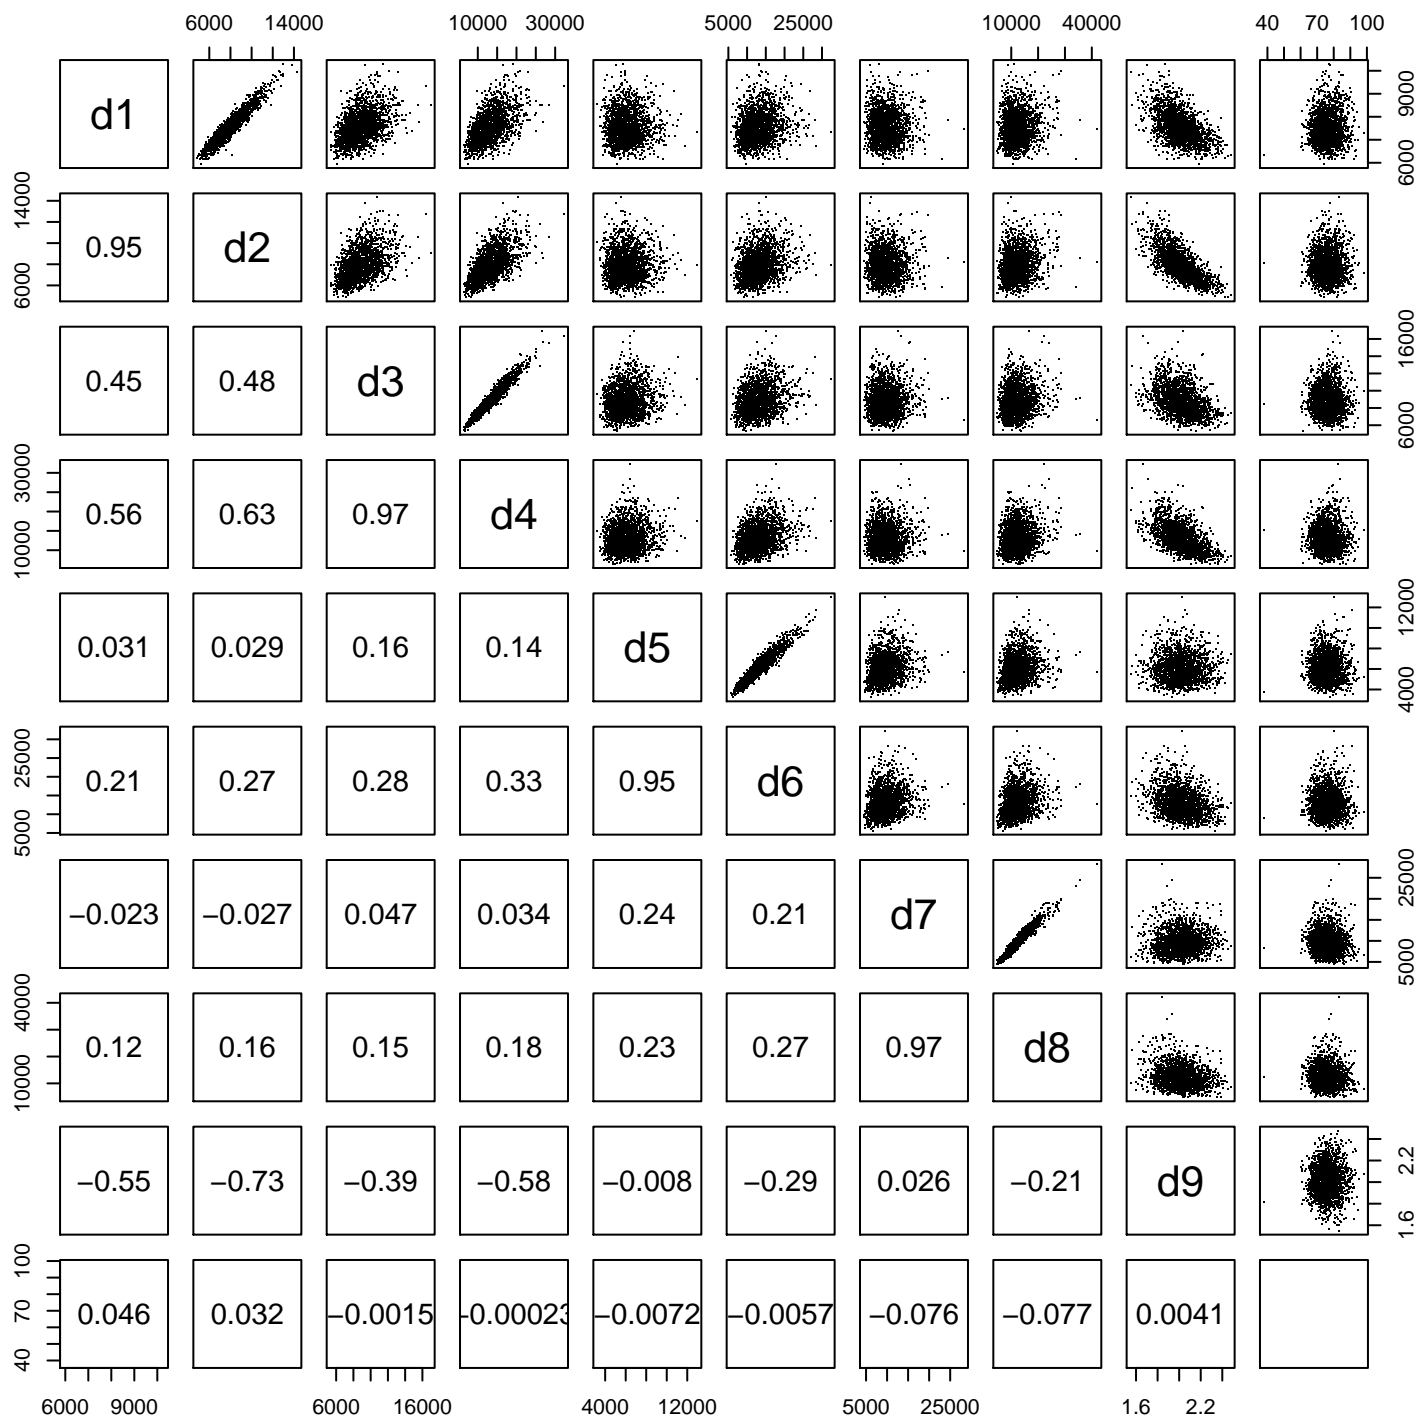 6000 14000 10000 30000 5000 25000 10000 40000 40 70 100
d1 6000 9000
6000 14000 0.95 d2
0.45 0.48 d3 6000 16000
10000 30000 0.56 0.63 0.97 d4
0.031 0.029 0.16 0.14 d5 4000 12000
5000 25000 0.21 0.27 0.28 0.33 0.95 d6
−0.023 −0.027 0.047 0.034 0.24 0.21 d7 5000 25000
10000 40000 0.12 0.16 0.15 0.18 0.23 0.27 0.97 d8
−0.55 −0.73 −0.39 −0.58 −0.008 −0.29 0.026 −0.21 d9 1.6 2.2
40 70 100 0.046 0.032 −0.0015 −0.00023 −0.0072 −0.0057 −0.076 −0.077 0.0041
6000 9000 6000 16000 4000 12000 5000 25000 1.6 2.2